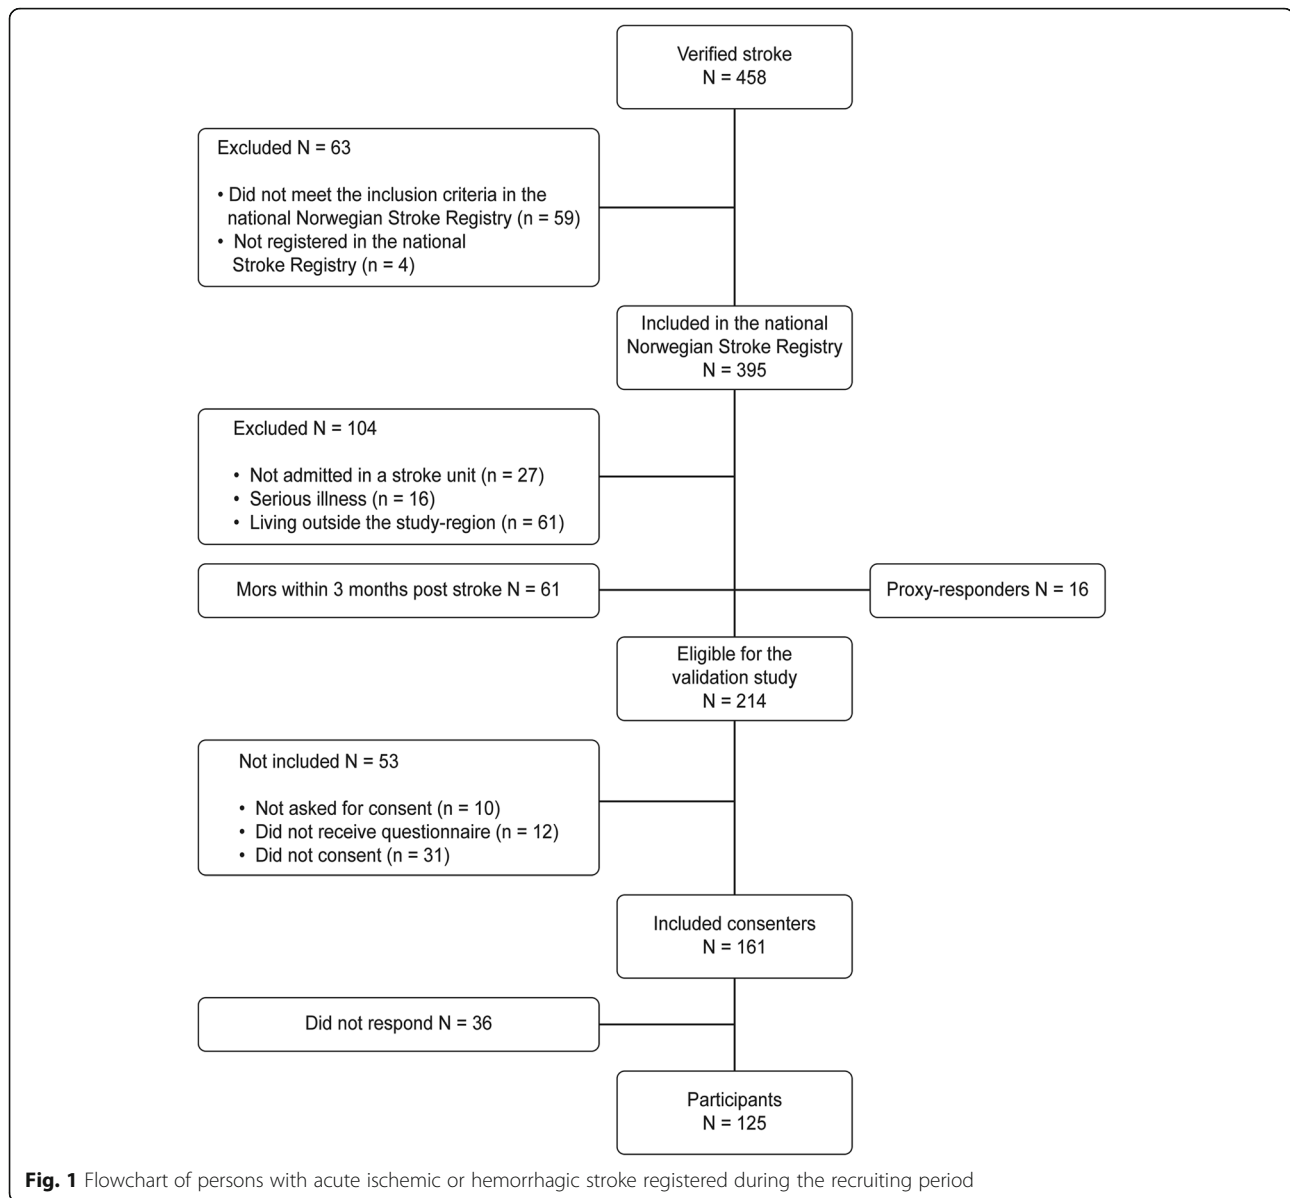 Verified stroke
N = 458
Excluded N = 63
• Did not meet the inclusion criteria in the
national Norwegian Stroke Registry (n = 59)
• Not registered in the national
Stroke Registry (n = 4)
Included in the national
Norwegian Stroke Registry
N = 395
Excluded N = 104
• Not admitted in a stroke unit (n = 27)
• Serious illness (n = 16)
• Living outside the study-region (n = 61)
Mors within 3 months post stroke N = 61
Proxy-responders N = 16
Eligible for the
validation study
N = 214
Not included N = 53
• Not asked for consent (n = 10)
• Did not receive questionnaire (n = 12)
• Did not consent (n = 31)
Included consenters
N = 161
Did not respond N = 36
Participants
N = 125
Fig. 1 Flowchart of persons with acute ischemic or hemorrhagic stroke registered during the recruiting period